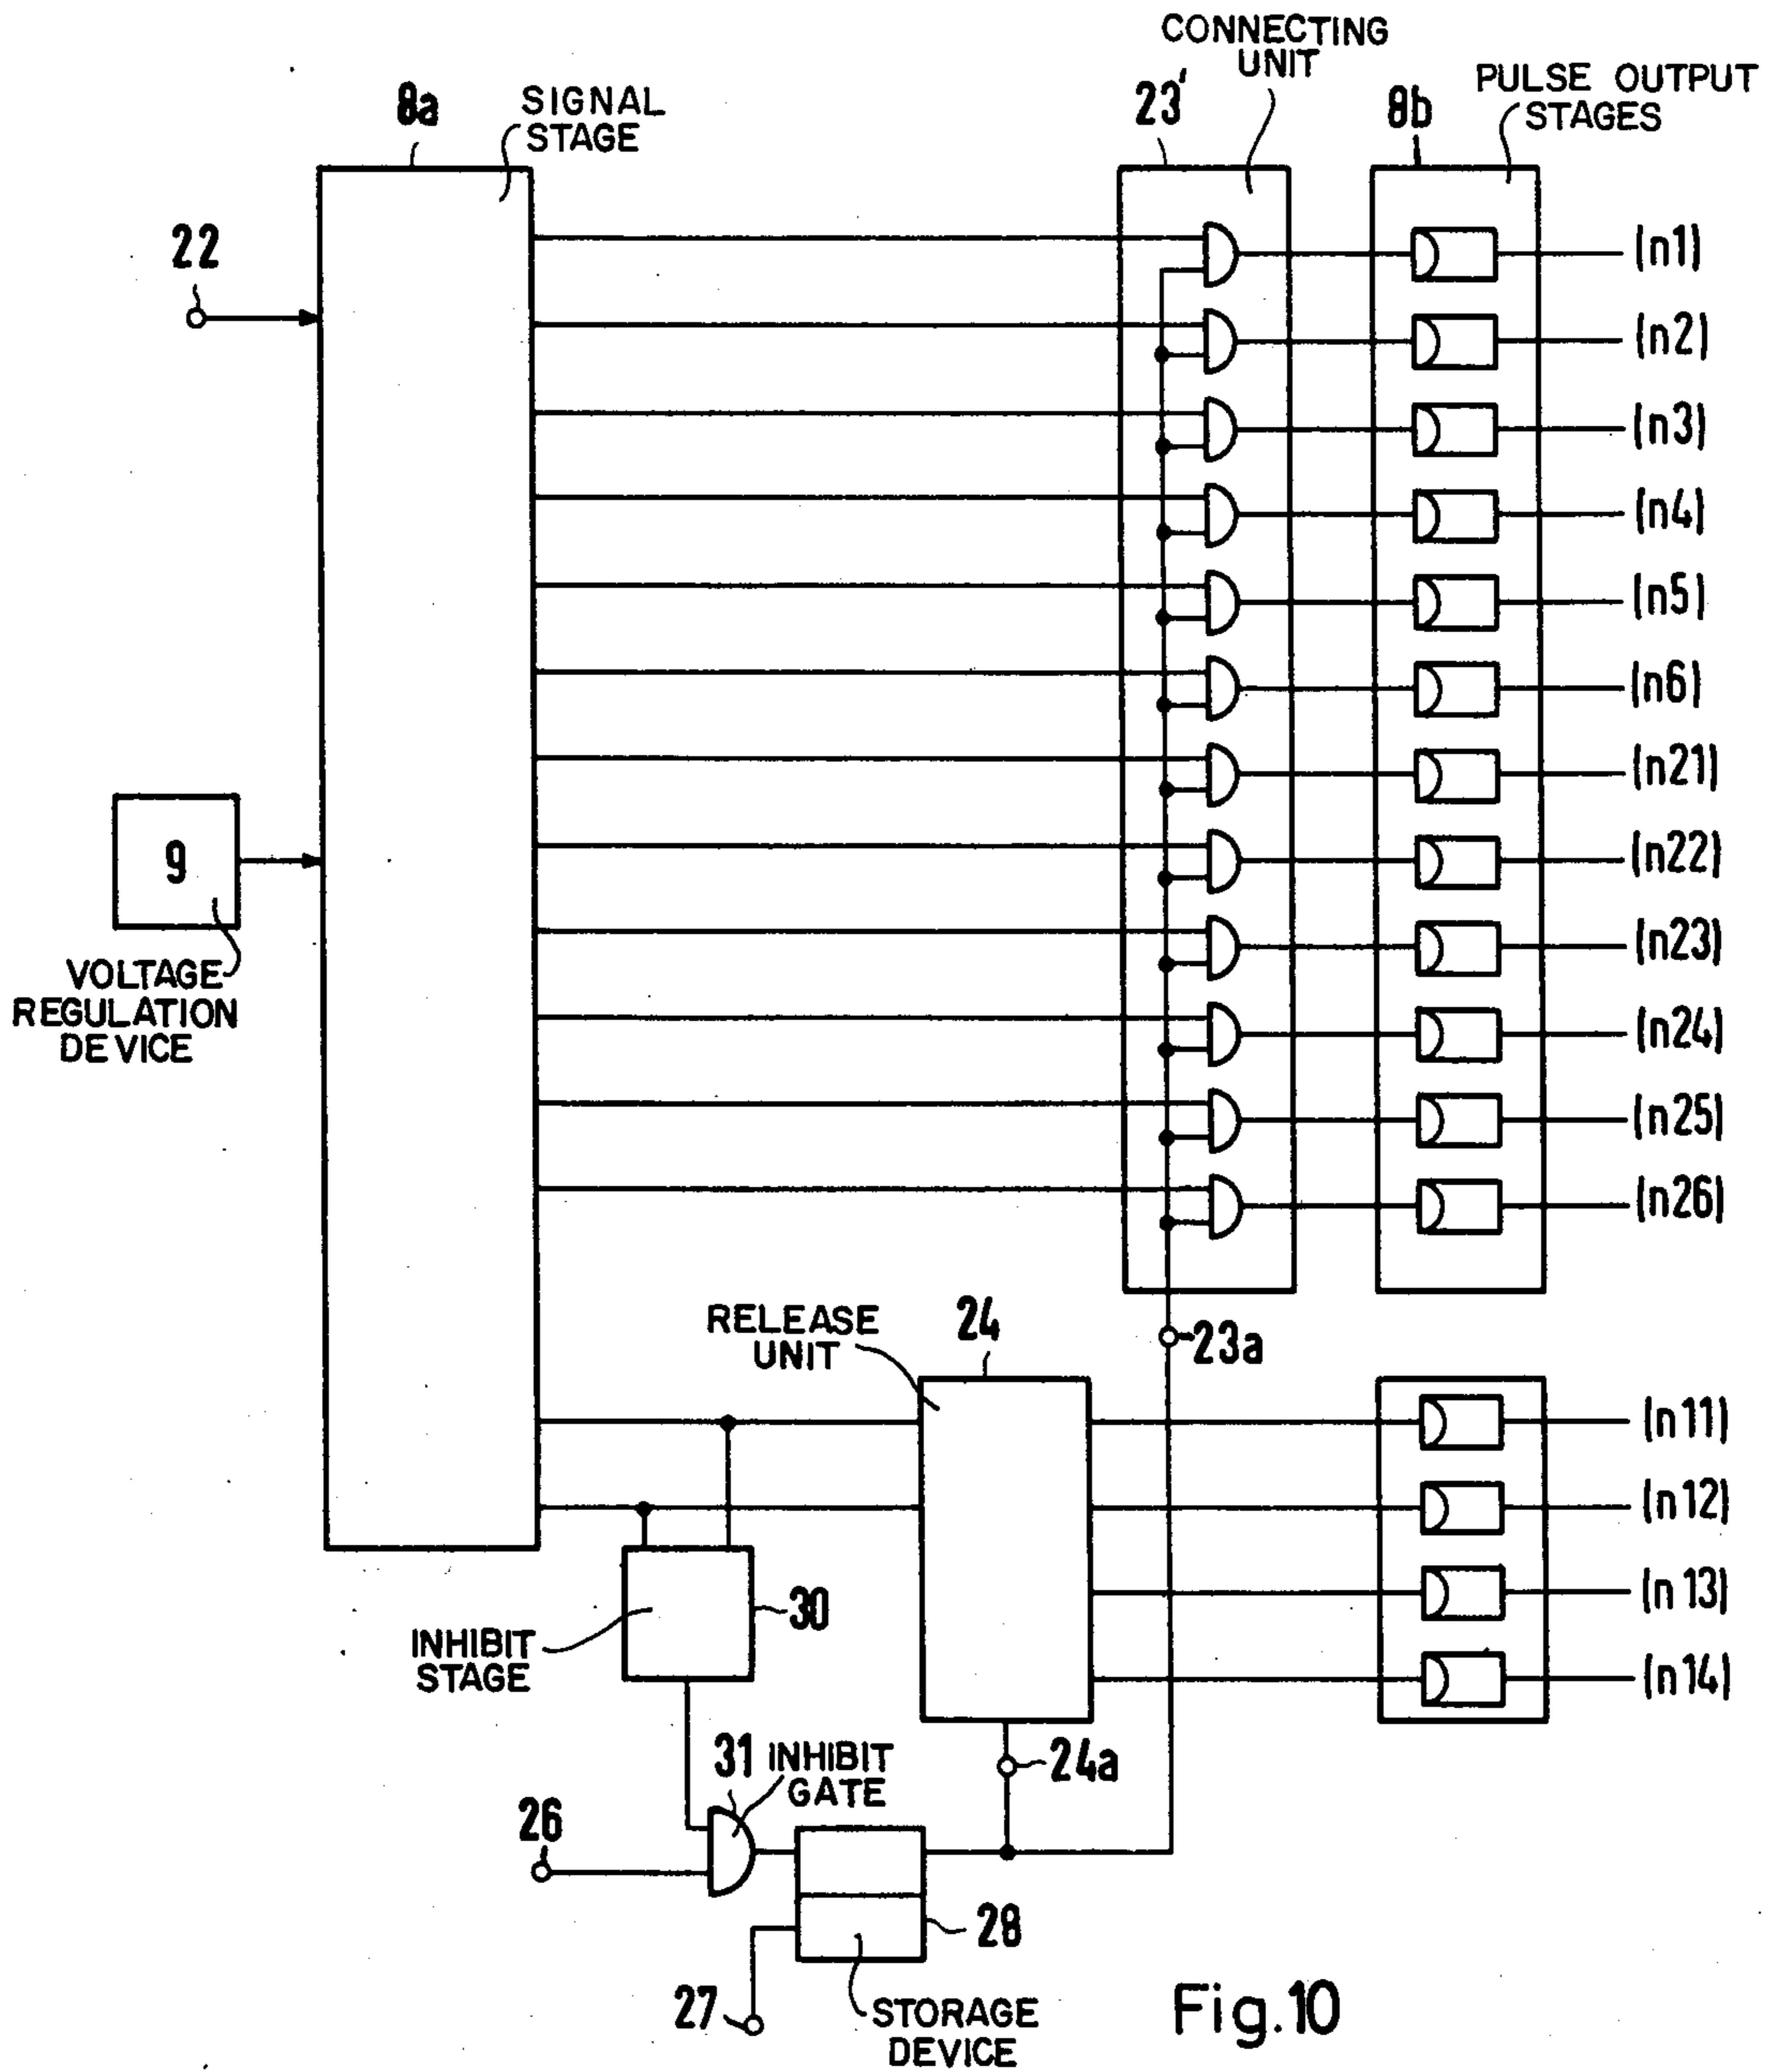 CONNECTING
UNIT
PULSE OUTPUT
STAGES
8a
SIGNAL
STAGE
23'
8b
22
(n1)
(n2)
(n3)
(n4)
(n5)
(n6)
(n21)
(n22)
(n23)
(n24)
(n25)
(n26)
9
VOLTAGE
REGULATION
DEVICE
RELEASE
UNIT
24
23a
(n11)
(n12)
(n13)
(n14)
30
INHIBIT
STAGE
31 INHIBIT
GATE
24a
26
28
27
STORAGE
DEVICE
Fig.10